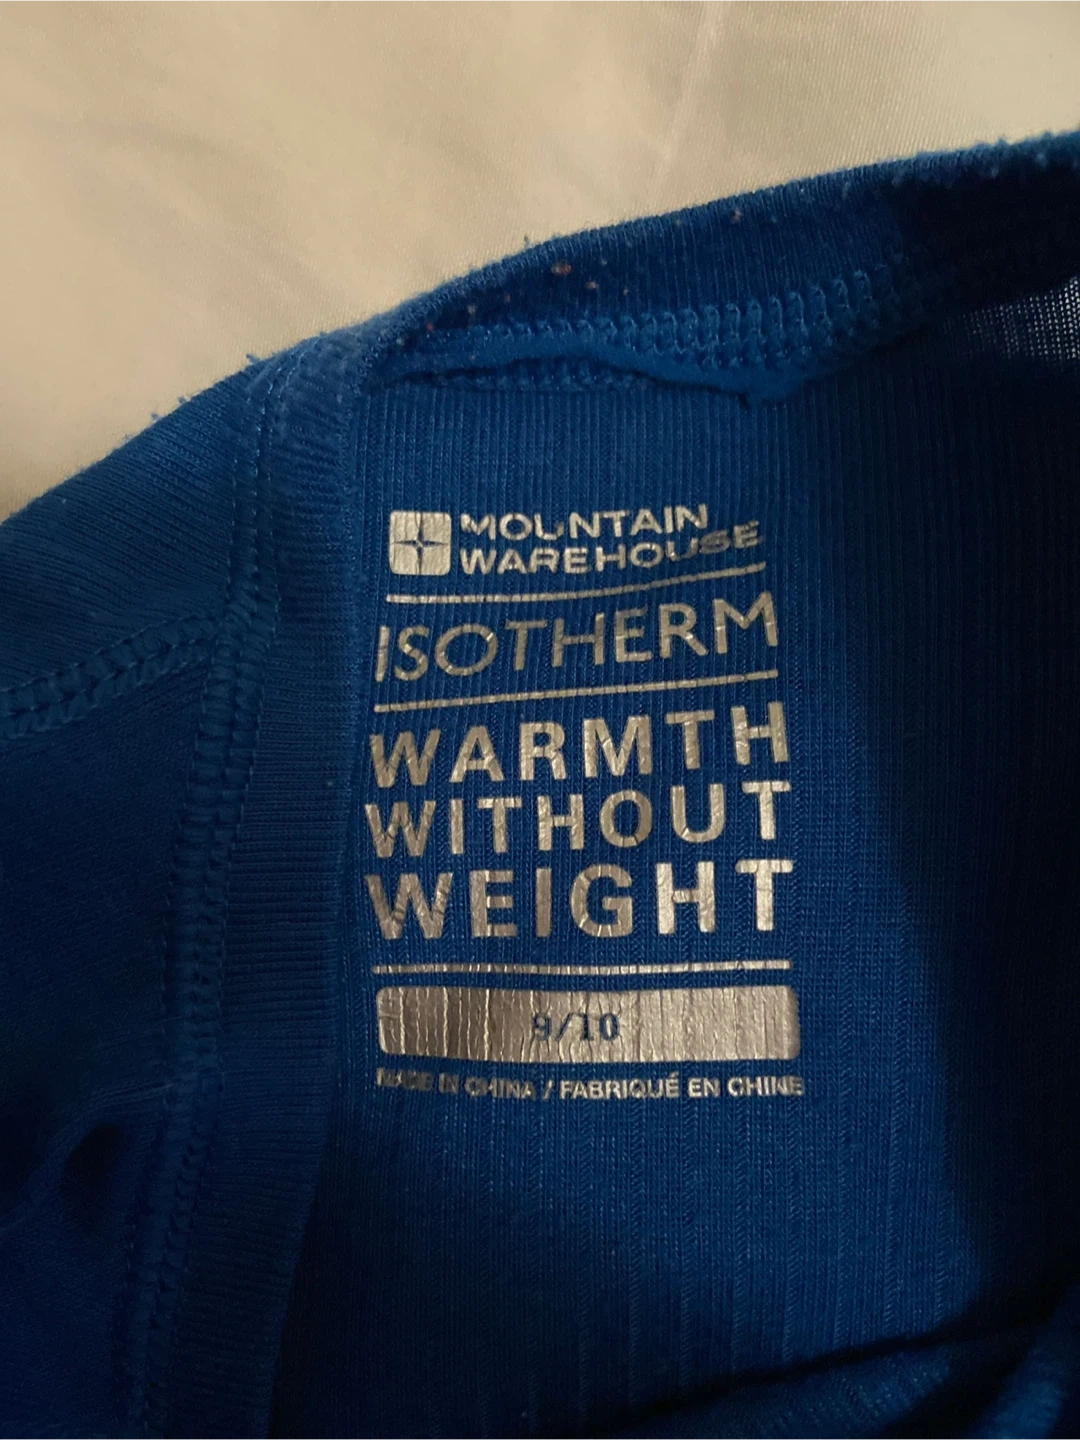 MOUNTAIN
WAREHOUSE
ISOTHERM
WARMTH
WITHOUT
WEIGHT
9/10
MADE IN CHINA / FABRIQUÉ EN CHINE